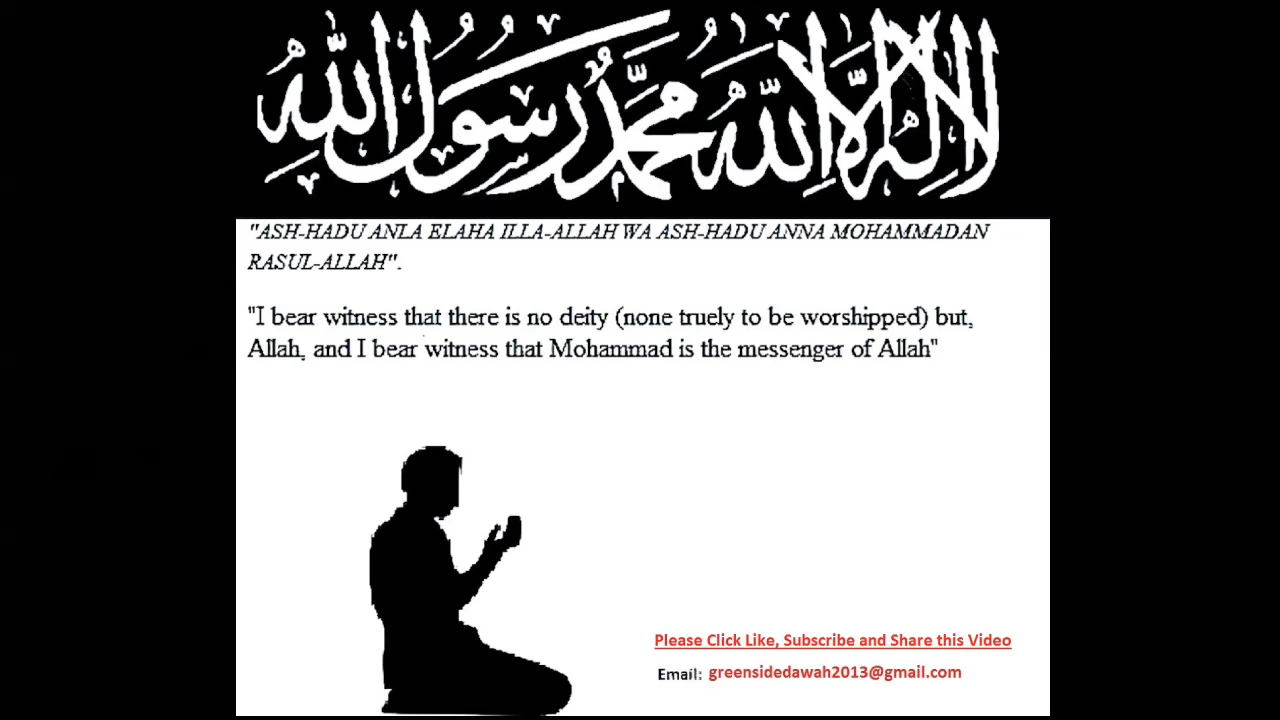 لا إله إلا الله محمد رسول الله
"ASH-HADU ANLA ELAHA ILLA-ALLAH WA ASH-HADU ANNA MOHAMMADAN
RASUL-ALLAH".
"I bear witness that there is no deity (none truely to be worshipped) but,
Allah, and I bear witness that Mohammad is the messenger of Allah"
Please Click Like, Subscribe and Share this Video
Email: greensidedawah2013@gmail.com